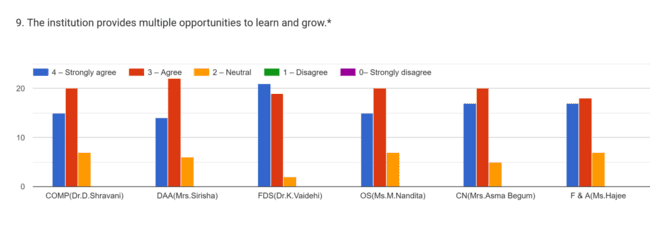 9. The institution provides multiple opportunities to learn and grow.*
4 – Strongly agree 3 – Agree 2 – Neutral 1 – Disagree 0– Strongly disagree
20
10
0
COMP(Dr.D.Shravani) DAA(Mrs.Sirisha) FDS(Dr.K.Vaidehi) OS(Ms.M.Nandita) CN(Mrs.Asma Begum) F & A(Ms.Hajee